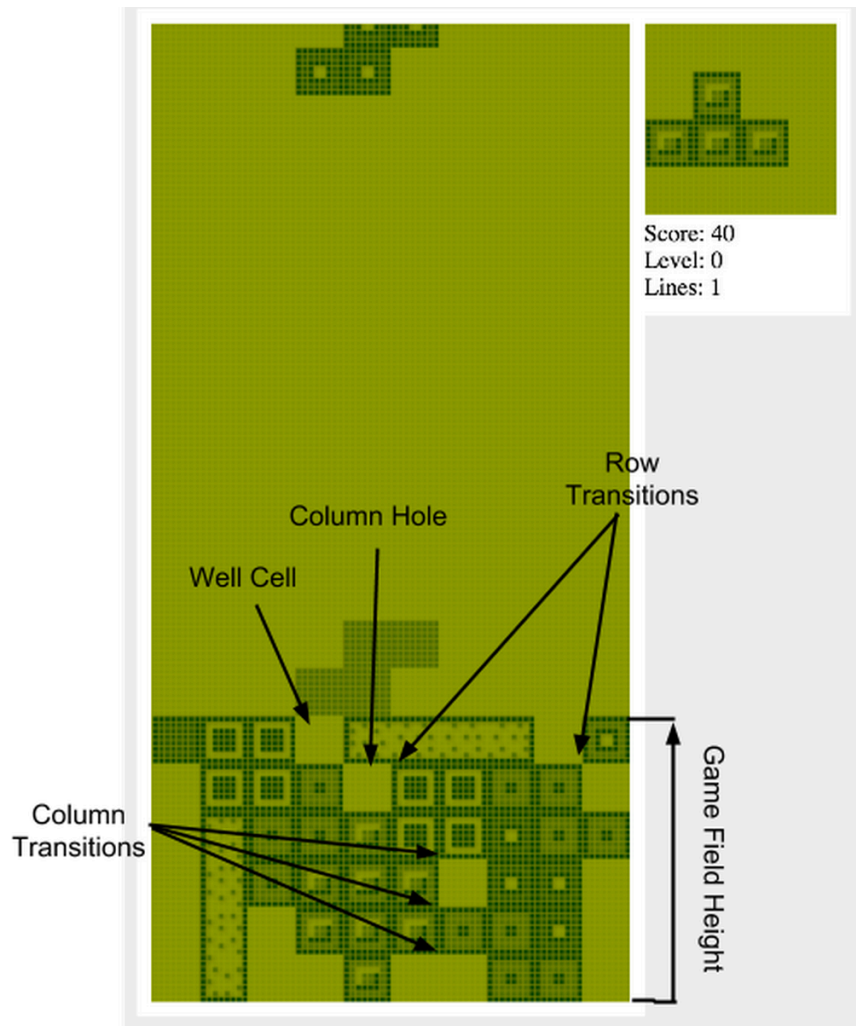 Score: 40
Level: 0
Lines: 1
Row
Transitions
Column Hole
Well Cell
Column
Transitions
Game Field Height